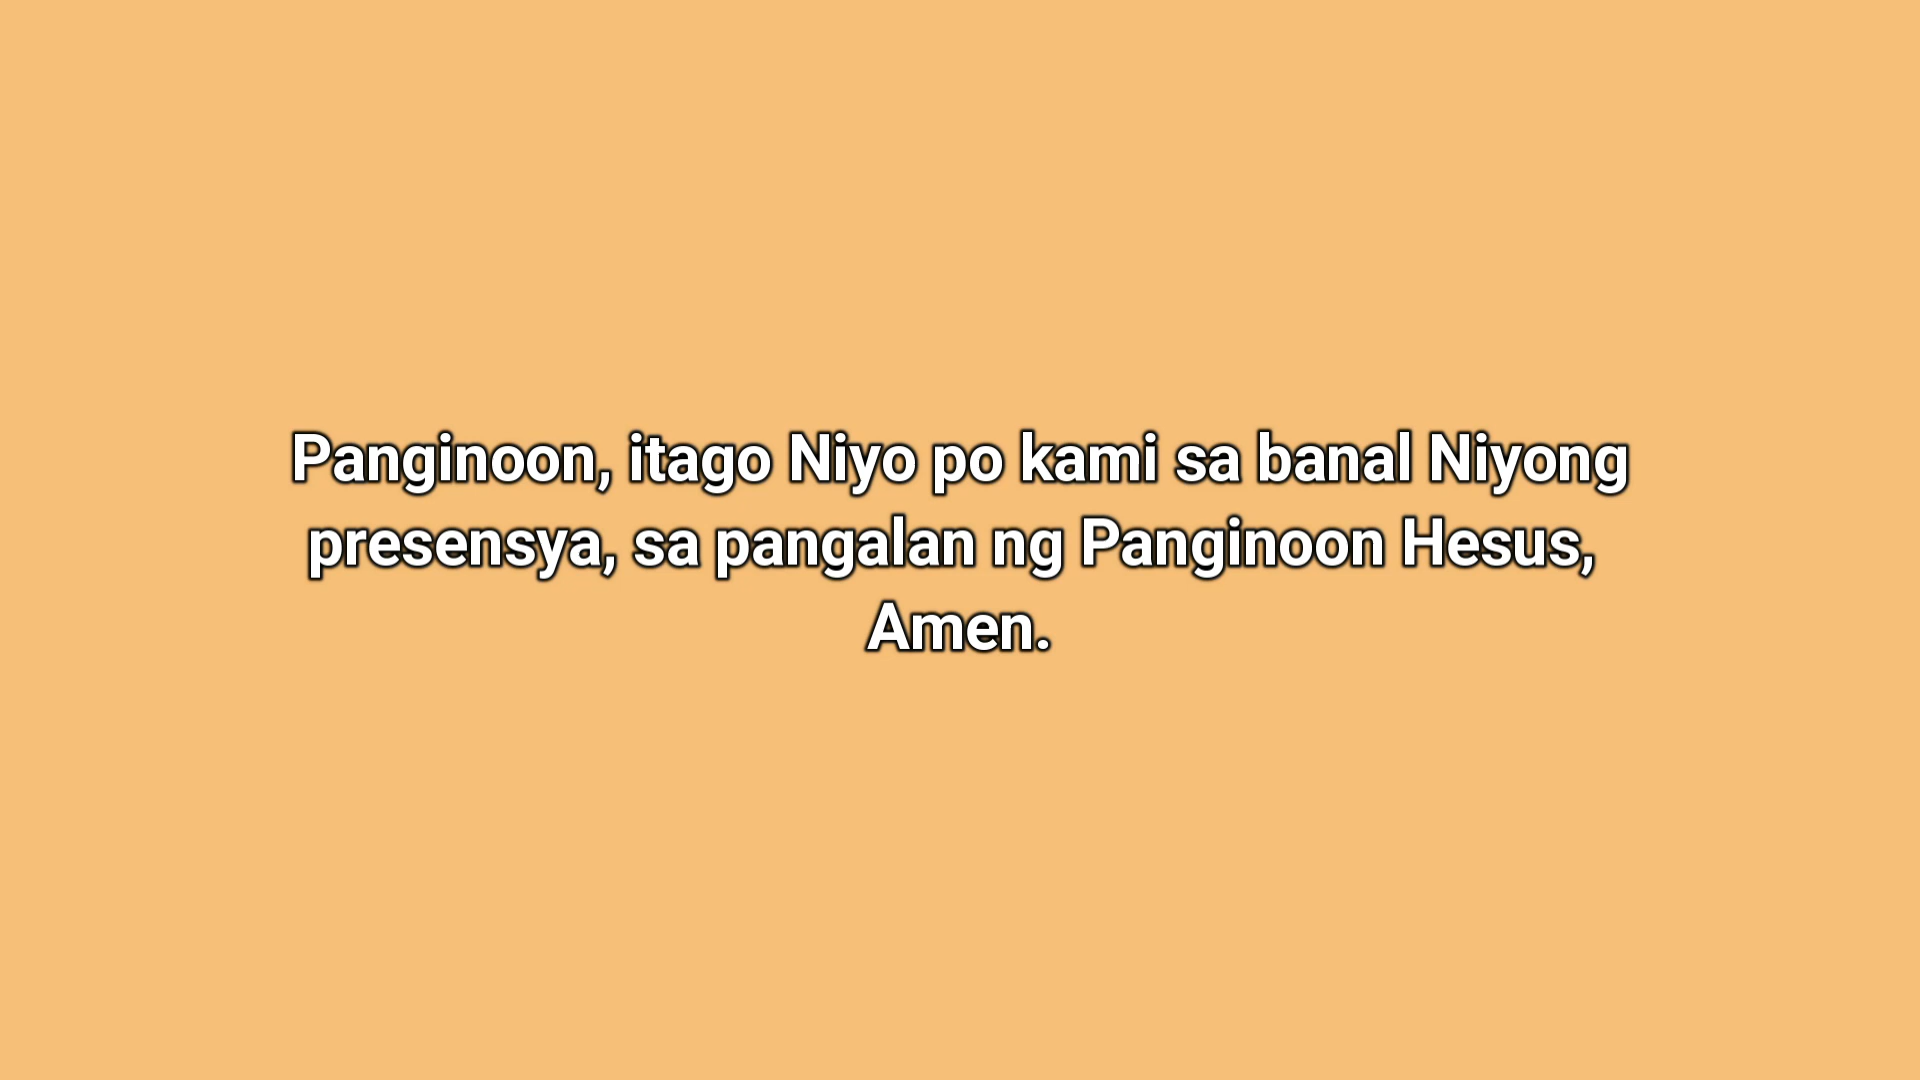 Panginoon, itago Niyo po kami sa banal Niyong
presensya, sa pangalan ng Panginoon Hesus,
Amen.